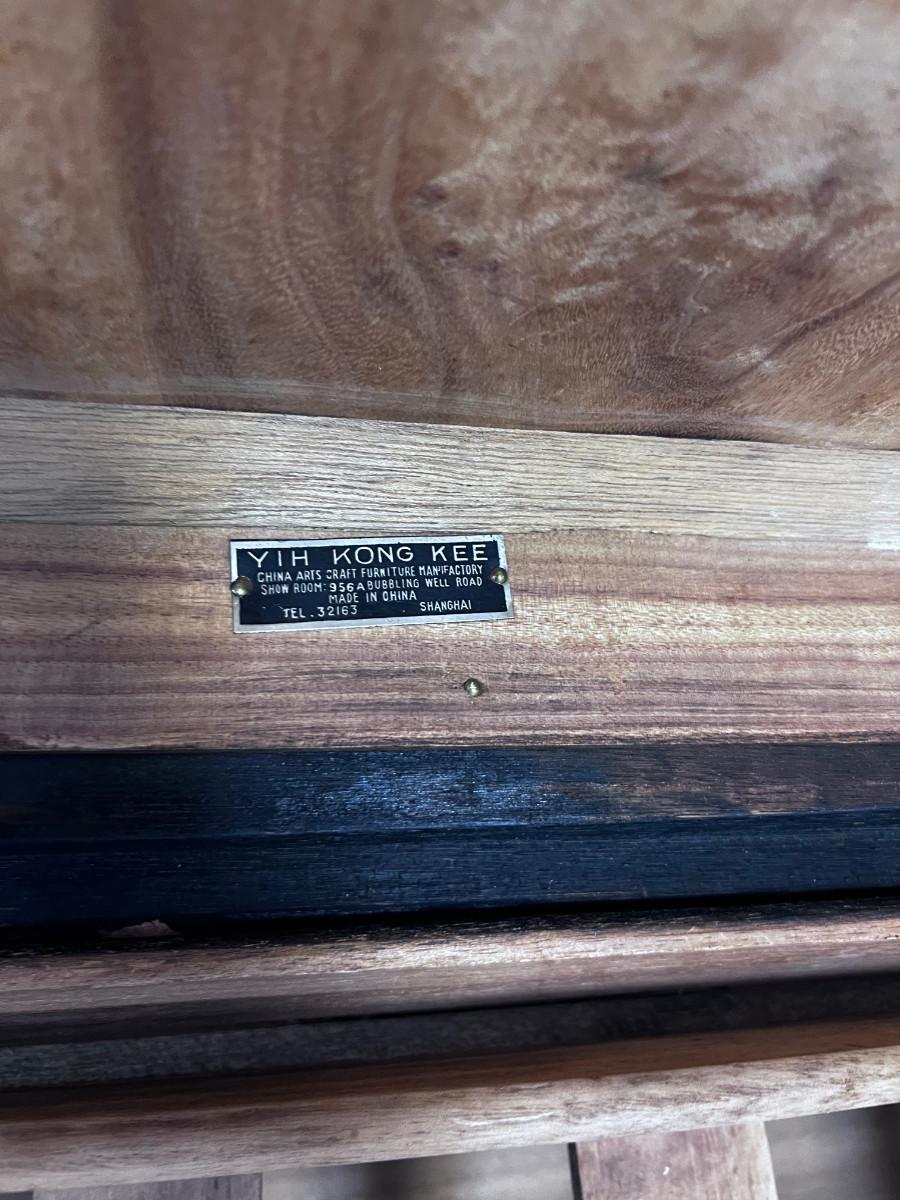 YIH KONG KEE
CHINA ARTS CRAFT FURNITURE MANIFACTORY
SHOW ROOM: 956A BUBBLING WELL ROAD
MADE IN CHINA
TEL. 32163 SHANGHAI